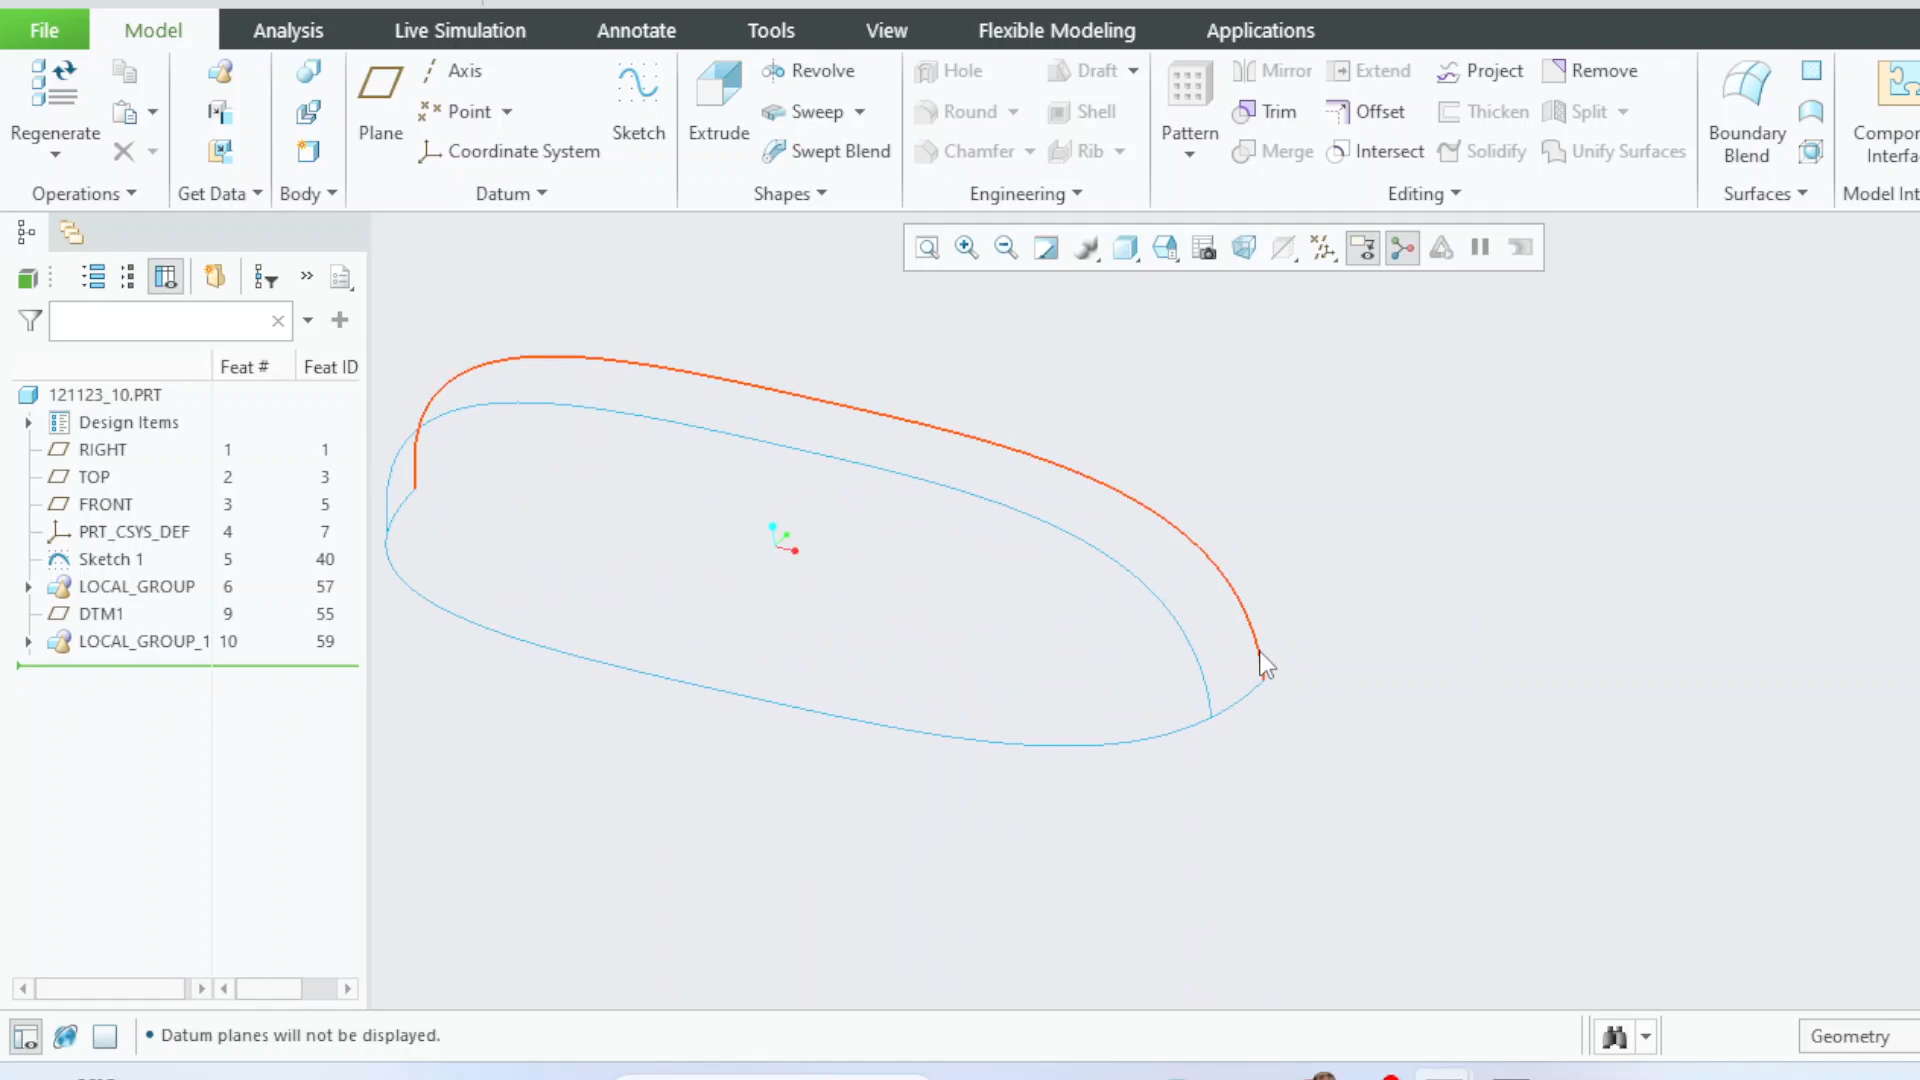 File Model Analysis Live Simulation Annotate Tools View Flexible Modeling Applications
Regenerate
Operations
Get Data
Body
Plane
Axis
Point
Coordinate System
Sketch
Datum
Extrude
Revolve
Sweep
Swept Blend
Shapes
Hole
Draft
Round
Shell
Chamfer
Rib
Engineering
Pattern
Mirror
Extend
Project
Remove
Trim
Offset
Thicken
Split
Merge
Intersect
Solidify
Unify Surfaces
Editing
Boundary
Blend
Surfaces
Compor
Interfa
Model Int
Feat # Feat ID
121123_10.PRT
Design Items
RIGHT 1 1
TOP 2 3
FRONT 3 5
PRT_CSYS_DEF 4 7
Sketch 1 5 40
LOCAL_GROUP 6 57
DTM1 9 55
LOCAL_GROUP_1 10 59
• Datum planes will not be displayed.
Geometry